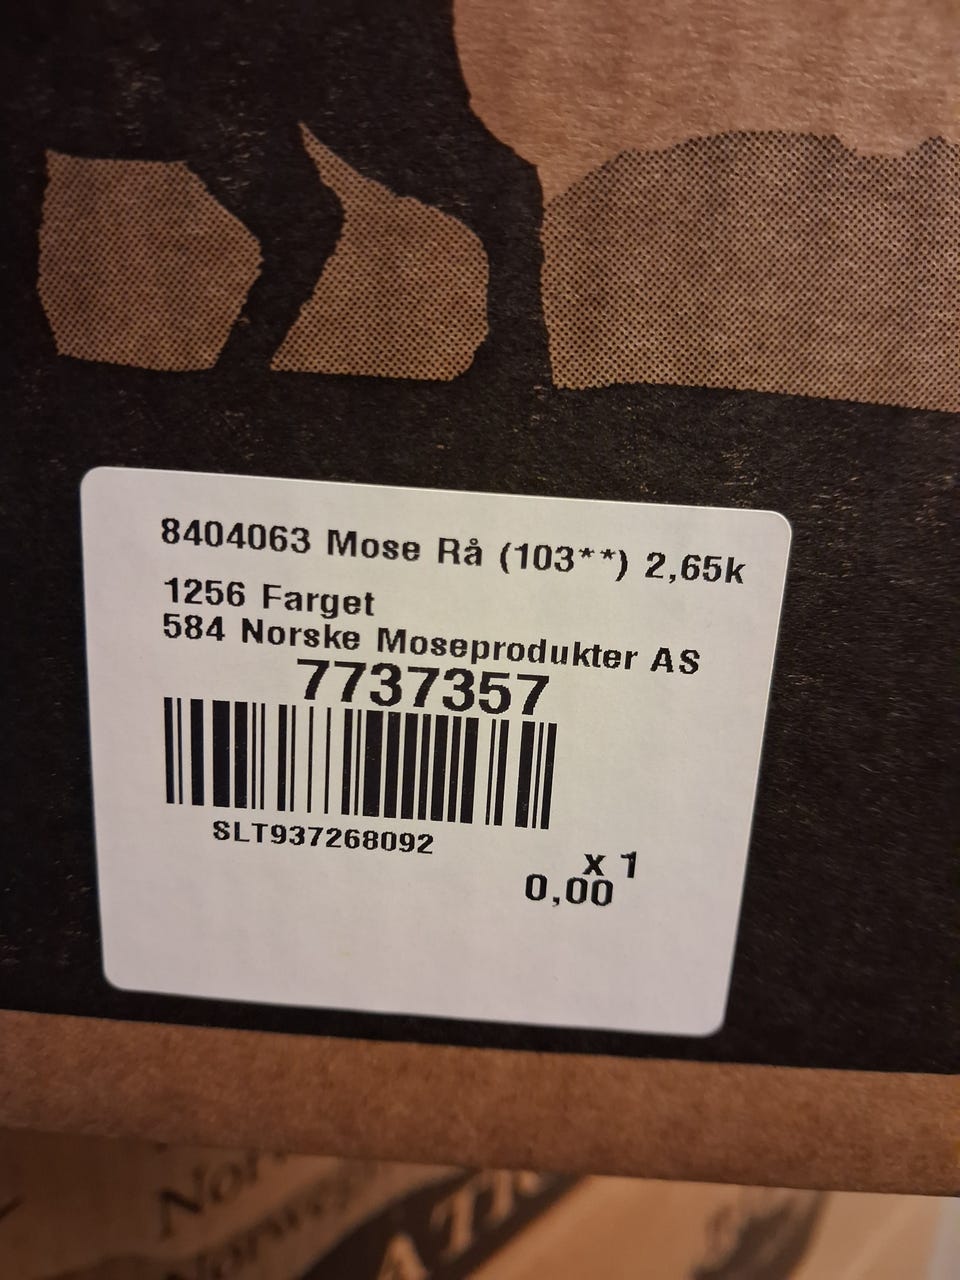 8404063 Mose Rå (103**) 2,65k
1256 Farget
584 Norske Moseprodukter AS
7737357
SLT937268092
x 1
0,00